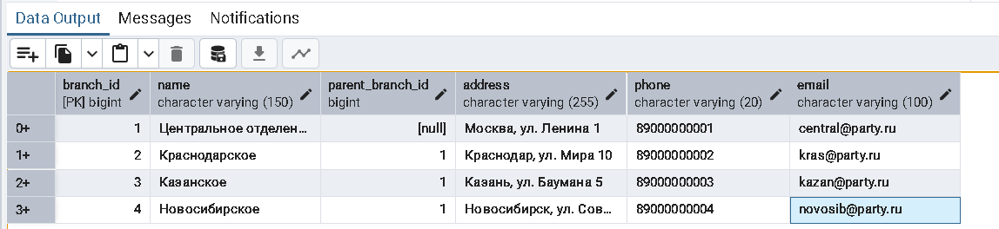 Data Output Messages Notifications
branch_id name parent_branch_id address phone email
[PK] bigint character varying (150) bigint character varying (255) character varying (20) character varying (100)
0+ 1 Центральное отделен... [null] Москва, ул. Ленина 1 89000000001 central@party.ru
1+ 2 Краснодарское 1 Краснодар, ул. Мира 10 89000000002 kras@party.ru
2+ 3 Казанское 1 Казань, ул. Баумана 5 89000000003 kazan@party.ru
3+ 4 Новосибирское 1 Новосибирск, ул. Сов... 89000000004 novosib@party.ru